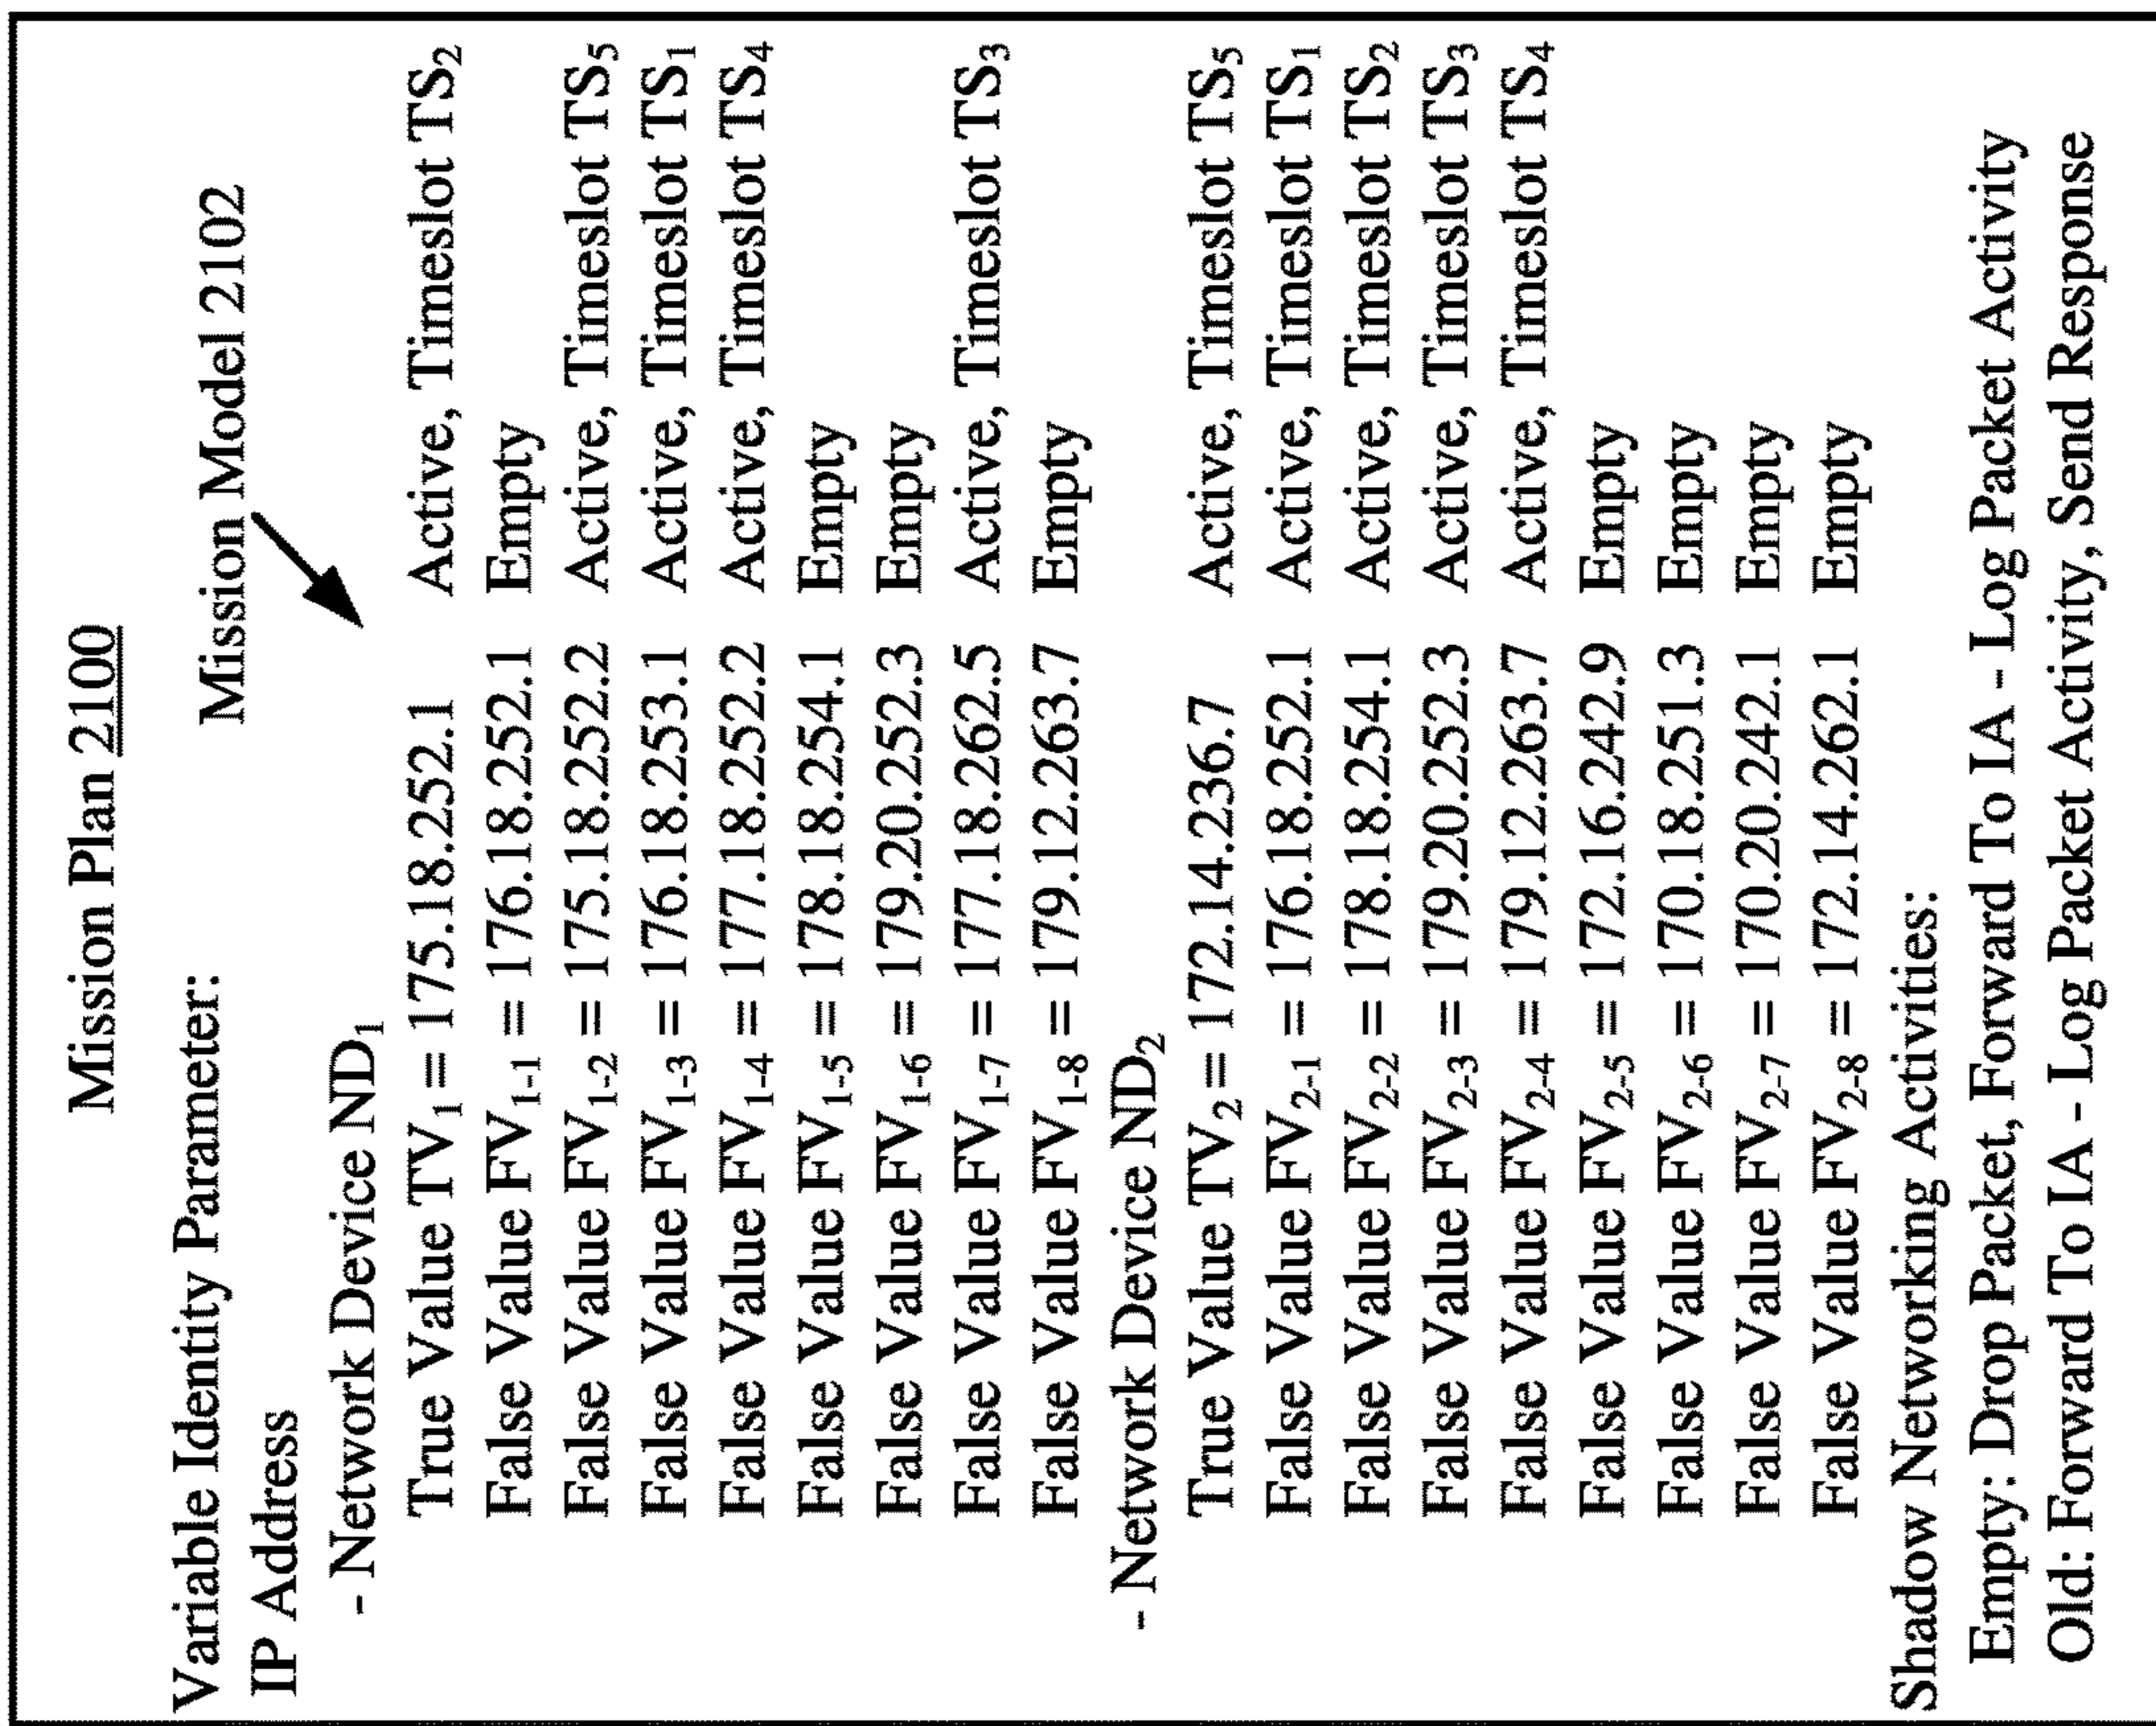 Mission Plan 2100
Variable Identity Parameter:
Mission Model 2102
IP Address
- Network Device ND₁
True Value TV₁ = 175.18.252.1 Active, Timeslot TS₂
False Value FV₁₋₁ = 176.18.252.1 Empty
False Value FV₁₋₂ = 175.18.252.2 Active, Timeslot TS₅
False Value FV₁₋₃ = 176.18.253.1 Active, Timeslot TS₁
False Value FV₁₋₄ = 177.18.252.2 Active, Timeslot TS₄
False Value FV₁₋₅ = 178.18.254.1 Empty
False Value FV₁₋₆ = 179.20.252.3 Empty
False Value FV₁₋₇ = 177.18.262.5 Active, Timeslot TS₃
False Value FV₁₋₈ = 179.12.263.7 Empty
- Network Device ND₂
True Value TV₂ = 172.14.236.7 Active, Timeslot TS₅
False Value FV₂₋₁ = 176.18.252.1 Active, Timeslot TS₁
False Value FV₂₋₂ = 178.18.254.1 Active, Timeslot TS₂
False Value FV₂₋₃ = 179.20.252.3 Active, Timeslot TS₃
False Value FV₂₋₄ = 179.12.263.7 Active, Timeslot TS₄
False Value FV₂₋₅ = 172.16.242.9 Empty
False Value FV₂₋₆ = 170.18.251.3 Empty
False Value FV₂₋₇ = 170.20.242.1 Empty
False Value FV₂₋₈ = 172.14.262.1 Empty
Shadow Networking Activities:
Empty: Drop Packet, Forward To IA - Log Packet Activity
Old: Forward To IA - Log Packet Activity, Send Response